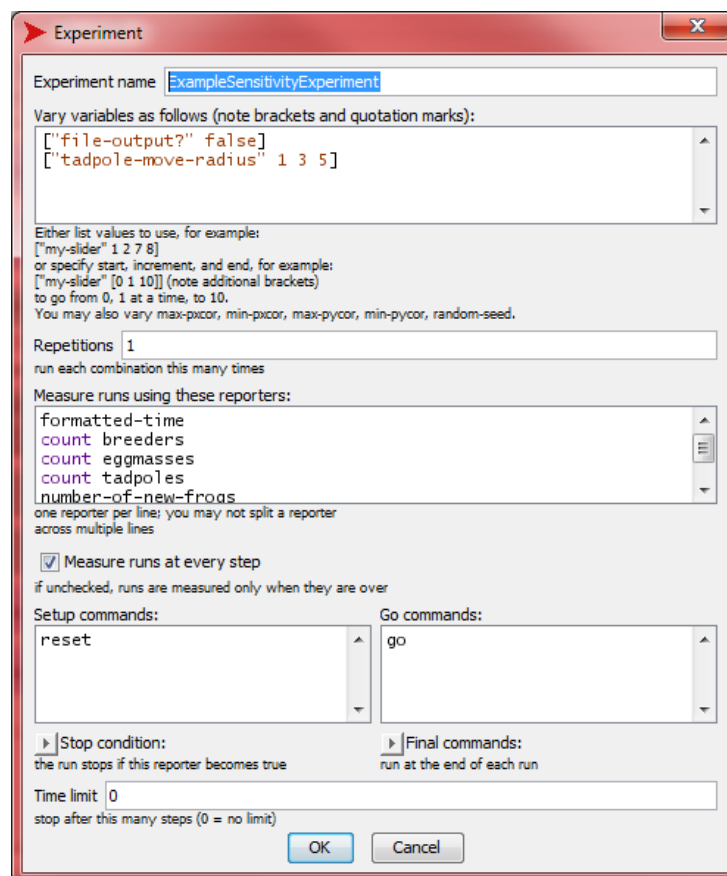 Experiment
Experiment name ExampleSensitivityExperiment
Vary variables as follows (note brackets and quotation marks):
["file-output?" false]
["tadpole-move-radius" 1 3 5]
Either list values to use, for example:
["my-slider" 1 2 7 8]
or specify start, increment, and end, for example:
["my-slider" [0 1 10]] (note additional brackets)
to go from 0, 1 at a time, to 10.
You may also vary max-pxcor, min-pxcor, max-pycor, min-pycor, random-seed.
Repetitions 1
run each combination this many times
Measure runs using these reporters:
formatted-time
count breeders
count eggmasses
count tadpoles
number-of-new-frogs
one reporter per line; you may not split a reporter
across multiple lines
Measure runs at every step
if unchecked, runs are measured only when they are over
Setup commands: Go commands:
reset go
Stop condition: Final commands:
the run stops if this reporter becomes true run at the end of each run
Time limit 0
stop after this many steps (0 = no limit)
OK Cancel